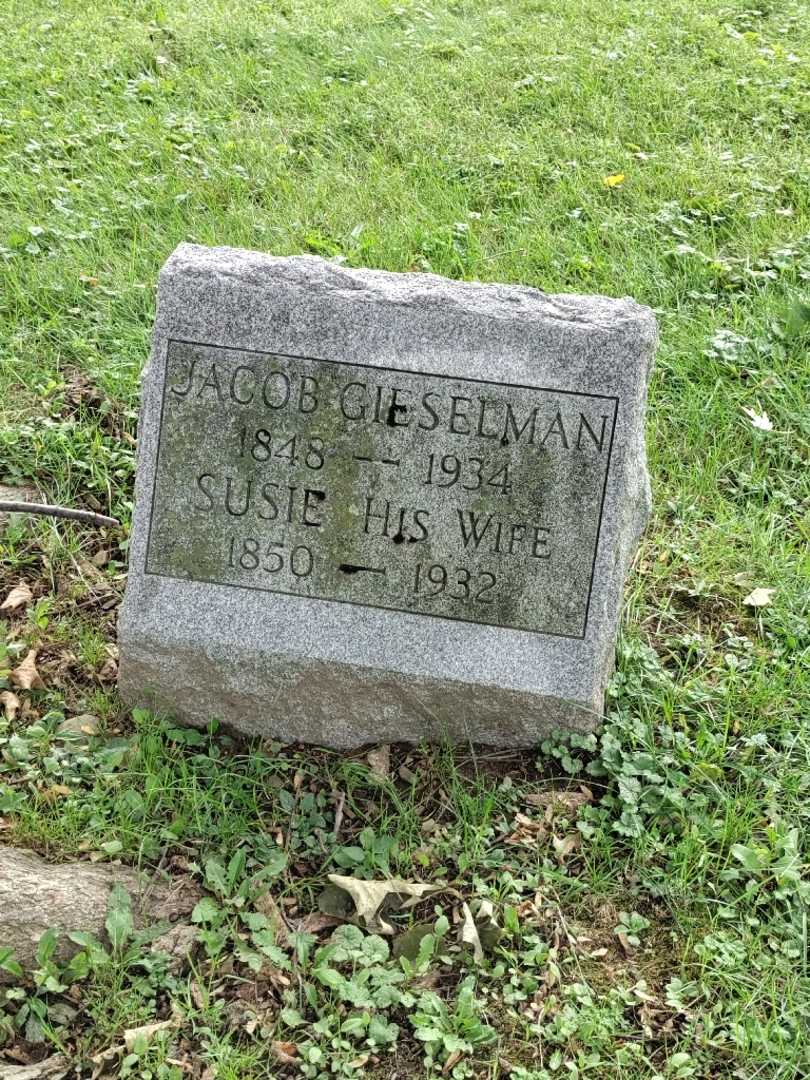 JACOB GIESELMAN
1848 — 1934
SUSIE HIS WIFE
1850 — 1932